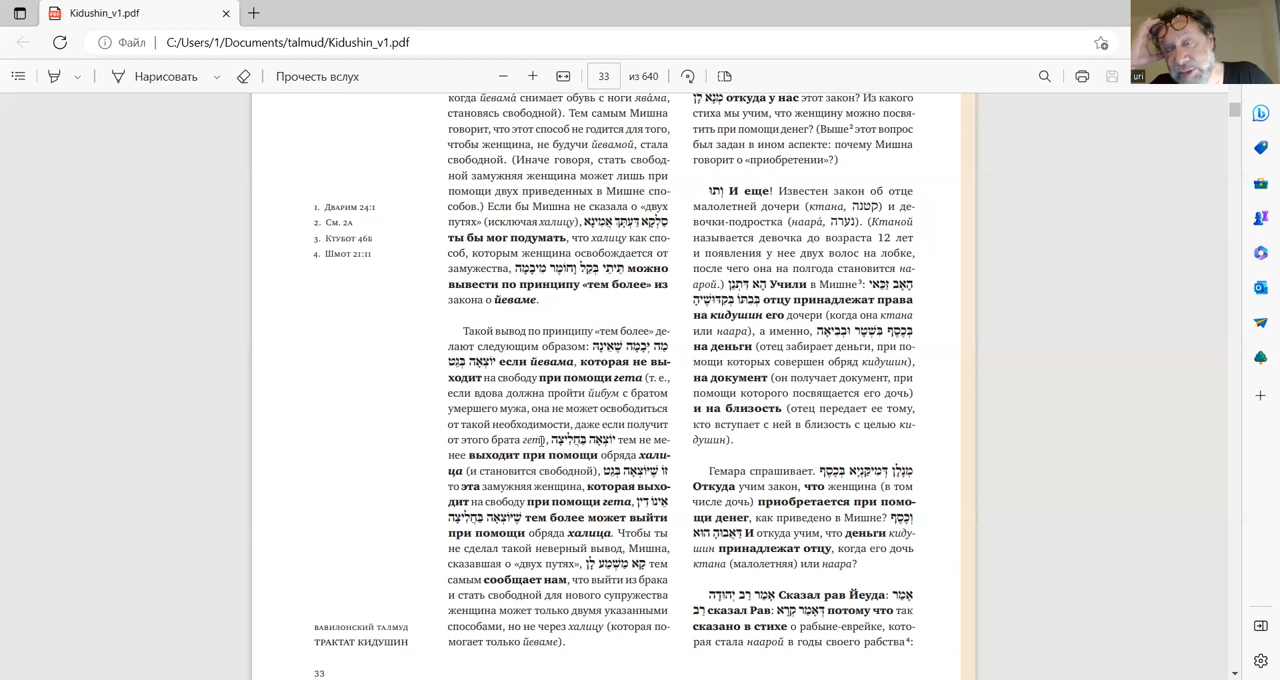 Kidushin_v1.pdf
Файл
C:/Users/1/Documents/talmud/Kidushin_v1.pdf
Нарисовать
Прочесть вслух
33
из 640
uri
когда йевама́ снимает обувь с ноги ява́ма,
становясь свободной). Тем самым Мишна
говорит, что этот способ не годится для того,
чтобы женщина, не будучи йевамой, стала
свободной. (Иначе говоря, стать свобод-
ной замужняя женщина может лишь при
помощи двух приведенных в Мишне спо-
собов.) Если бы Мишна не сказала о «двух
путях» (исключая халицу), סָלְקָא דַעְתָּךְ אֲמִינָא
ты бы мог подумать, что халицу как спо-
соб, которым женщина освобождается от
замужества, תֵּיתֵי בְּקַל וָחוֹמֶר מִיבָמָה можно
вывести по принципу «тем более» из
закона о йеваме.
Такой вывод по принципу «тем более» де-
лают следующим образом: מַה יְבָמָה שֶׁאֵינָהּ
יוֹצְאָה בְּגֵט если йевама, которая не вы-
ходит на свободу при помощи гета (т. е.,
если вдова должна пройти йибум с братом
умершего мужа, она не может освободиться
от такой необходимости, даже если получит
от этого брата гет), יוֹצְאָה בַּחֲלִיצָה тем не ме-
нее выходит при помощи обряда хали-
ца (и становится свободной), זוֹ שֶׁיוֹצְאָה בְּגֵט
то эта замужняя женщина, которая выхо-
дит на свободу при помощи гета, אֵינוֹ דִין
שֶׁיוֹצְאָה בַּחֲלִיצָה тем более может выйти
при помощи обряда халица. Чтобы ты
не сделал такой неверный вывод, Мишна,
сказавшая о «двух путях», קָא מַשְׁמַע לָן тем
самым сообщает нам, что выйти из брака
и стать свободной для нового супружества
женщина может только двумя указанными
способами, но не через халицу (которая по-
могает только йеваме).
מְנָא לָן откуда у нас этот закон? Из какого
стиха мы учим, что женщину можно посвя-
тить при помощи денег? (Выше² этот вопрос
был задан в ином аспекте: почему Мишна
говорит о «приобретении»?)
וְתוּ И еще! Известен закон об отце
малолетней дочери (ктана, קטנה) и де-
вочки-подростка (наара́, נערה). (Ктаной
называется девочка до возраста 12 лет
и появления у нее двух волос на лобке,
после чего она на полгода становится на-
арой.) הָא דִּתְנַן Учили в Мишне³: הָאָב זַכַּאי
בְּבִתּוֹ בְּקִדּוּשֶׁיהָ отцу принадлежат права
на кидушин его дочери (когда она ктана
или наара), а именно, בְּכֶסֶף בִּשְׁטָר וּבְבִיאָה
на деньги (отец забирает деньги, при по-
мощи которых совершен обряд кидушин),
на документ (он получает документ, при
помощи которого посвящается его дочь)
и на близость (отец передает ее тому,
кто вступает с ней в близость с целью ки-
душин).
Гемара спрашивает. מְנָלַן דְּמִיקַּנְיָא בְּכֶסֶף
Откуда учим закон, что женщина (в том
числе дочь) приобретается при помо-
щи денег, как приведено в Мишне? וְכֶסֶף
דַּאֲבוּהָ הוּא И откуда учим, что деньги киду-
шин принадлежат отцу, когда его дочь
ктана (малолетняя) или наара?
אָמַר רַב יְהוּדָה Сказал рав Йеуда: אָמַר
רַב сказал Рав: דְּאָמַר קְרָא потому что так
сказано в стихе о рабыне-еврейке, кото-
рая стала наарой в годы своего рабства⁴:
1. Дварим 24:1
2. См. 2а
3. Ктубот 46б
4. Шмот 21:11
ВАВИЛОНСКИЙ ТАЛМУД
ТРАКТАТ КИДУШИН
33